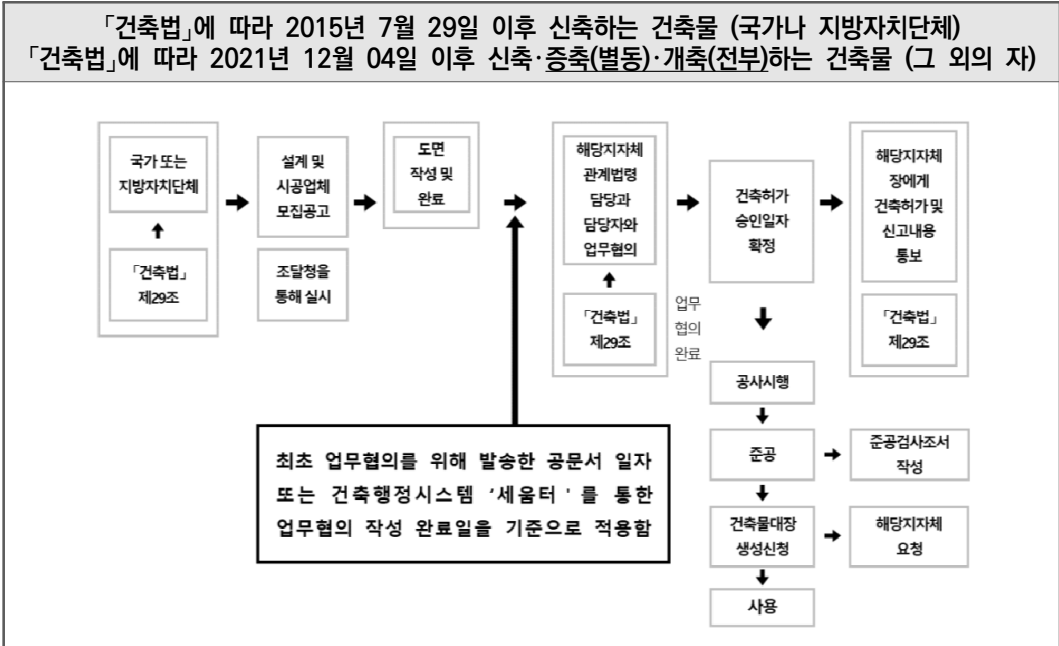 「건축법」에 따라 2015년 7월 29일 이후 신축하는 건축물 (국가나 지방자치단체)
「건축법」에 따라 2021년 12월 04일 이후 신축·증축(별동)·개축(전부)하는 건축물 (그 외의 자)
국가 또는
지방자치단체
「건축법」
제29조
설계 및
시공업체
모집공고
조달청을
통해 실시
도면
작성 및
완료
해당지자체
관계법령
담당과
담당자와
업무협의
「건축법」
제29조
업무
협의
완료
건축허가
승인일자
확정
해당지자체
장에게
건축허가 및
신고내용
통보
「건축법」
제29조
공사시행
준공
준공검사조서
작성
건축물대장
생성신청
해당지자체
요청
사용
최초 업무협의를 위해 발송한 공문서 일자
또는 건축행정시스템 '세움터'를 통한
업무협의 작성 완료일을 기준으로 적용함